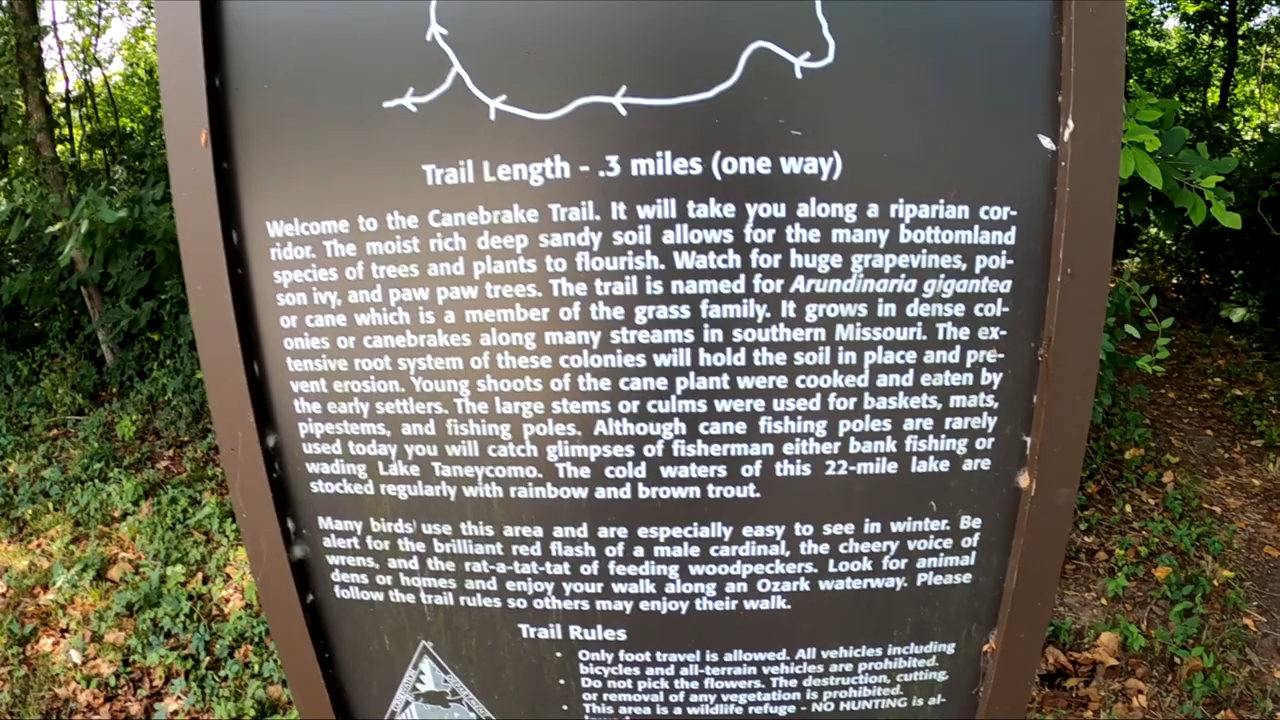 Trail Length - .3 miles (one way)
Welcome to the Canebrake Trail. It will take you along a riparian cor-
ridor. The moist rich deep sandy soil allows for the many bottomland
species of trees and plants to flourish. Watch for huge grapevines, poi-
son ivy, and paw paw trees. The trail is named for Arundinaria gigantea
or cane which is a member of the grass family. It grows in dense col-
onies or canebrakes along many streams in southern Missouri. The ex-
tensive root system of these colonies will hold the soil in place and pre-
vent erosion. Young shoots of the cane plant were cooked and eaten by
the early settlers. The large stems or culms were used for baskets, mats,
pipestems, and fishing poles. Although cane fishing poles are rarely
used today you will catch glimpses of fisherman either bank fishing or
wading Lake Taneycomo. The cold waters of this 22-mile lake are
stocked regularly with rainbow and brown trout.
Many birds use this area and are especially easy to see in winter. Be
alert for the brilliant red flash of a male cardinal, the cheery voice of
wrens, and the rat-a-tat-tat of feeding woodpeckers. Look for animal
dens or homes and enjoy your walk along an Ozark waterway. Please
follow the trail rules so others may enjoy their walk.
Trail Rules
• Only foot travel is allowed. All vehicles including
bicycles and all-terrain vehicles are prohibited.
• Do not pick the flowers. The destruction, cutting,
or removal of any vegetation is prohibited.
• This area is a wildlife refuge - NO HUNTING is al-